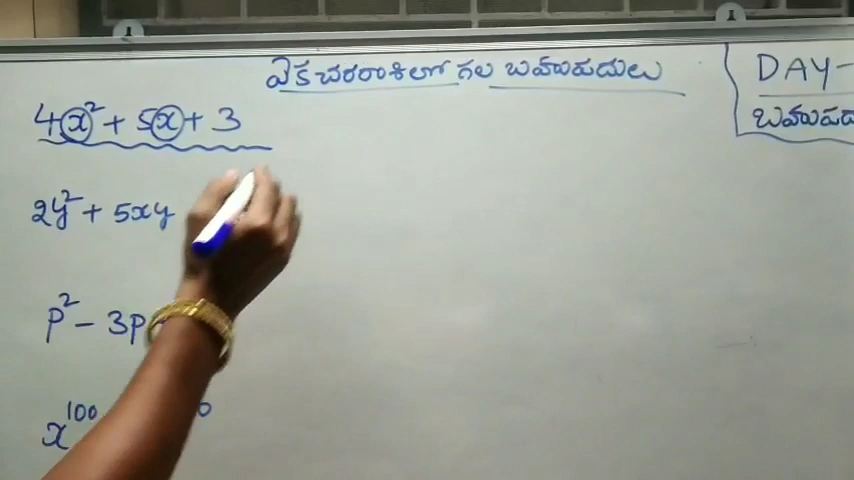 ఏకచరరాశిలో గల బహుపదులు
DAY-
బహుపద
4x² + 5x + 3
2y² + 5xy
p² - 3p
x¹⁰⁰